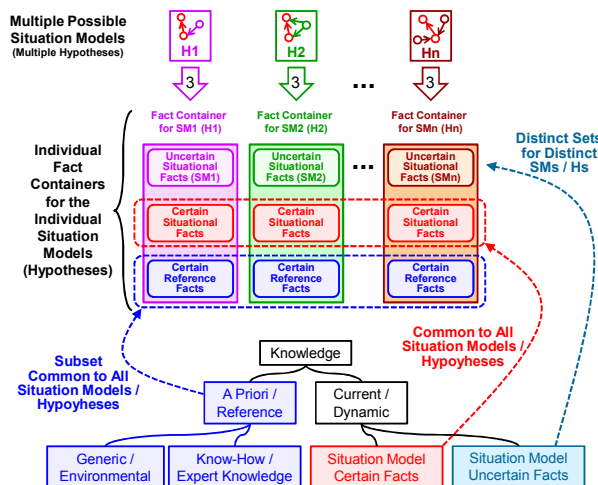 Multiple Possible
Situation Models
(Multiple Hypotheses)
H1
H2
Hn
3
3
...
3
Fact Container
for SM1 (H1)
Fact Container
for SM2 (H2)
Fact Container
for SMn (Hn)
Individual
Fact
Containers
for the
Individual
Situation
Models
(Hypotheses)
Uncertain
Situational
Facts (SM1)
Uncertain
Situational
Facts (SM2)
...
Uncertain
Situational
Facts (SMn)
Distinct Sets
for Distinct
SMs / Hs
Certain
Situational
Facts
Certain
Situational
Facts
Certain
Situational
Facts
Certain
Reference
Facts
Certain
Reference
Facts
Certain
Reference
Facts
Subset
Common to All
Situation Models /
Hypoyheses
Common to All
Situation Models /
Hypoyheses
Knowledge
A Priori /
Reference
Current /
Dynamic
Generic /
Environmental
Know-How /
Expert Knowledge
Situation Model
Certain Facts
Situation Model
Uncertain Facts